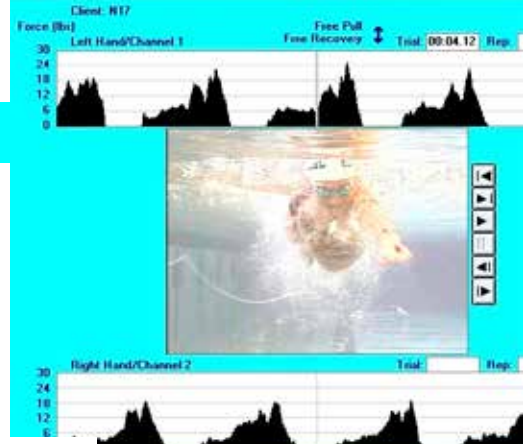 Client: N17
Force (lbs)
Left Hand/Channel 1
Free Pull
Free Recovery
Trial: 00:04.12 Rep:
30
24
18
12
6
0
Right Hand/Channel 2
Trial: Rep:
30
24
18
12
6